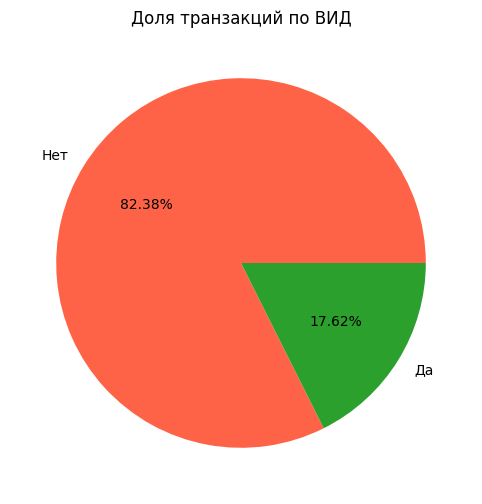 Доля транзакций по ВИД
Нет
82.38%
17.62%
Да